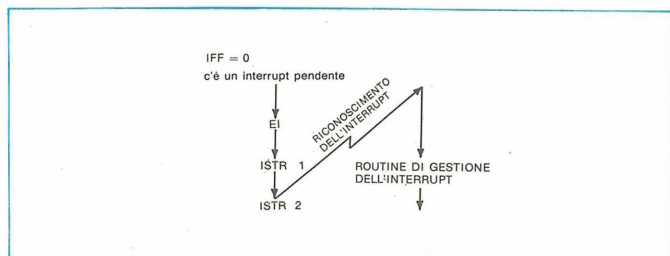 IFF = 0
c'è un interrupt pendente
EI
RICONOSCIMENTO
DELL'INTERRUPT
ISTR 1
ROUTINE DI GESTIONE
DELL'INTERRUPT
ISTR 2